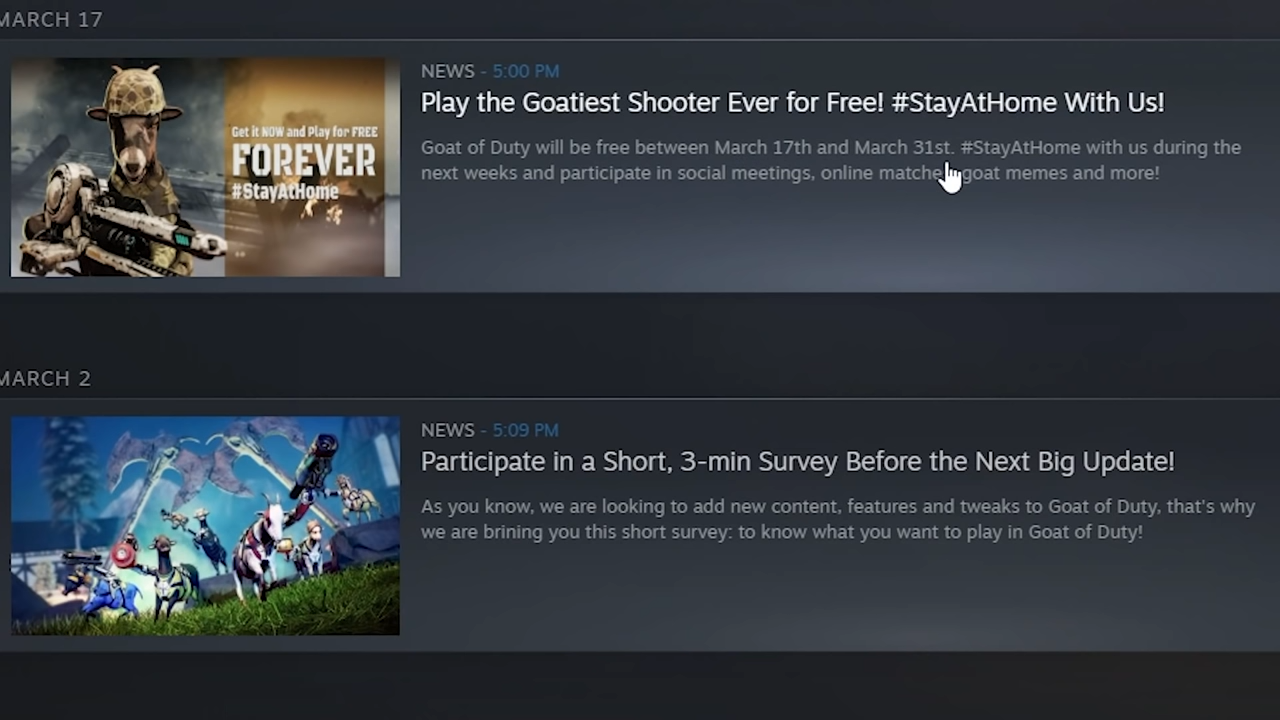 MARCH 17
NEWS - 5:00 PM
Play the Goatiest Shooter Ever for Free! #StayAtHome With Us!
Goat of Duty will be free between March 17th and March 31st. #StayAtHome with us during the
next weeks and participate in social meetings, online matches goat memes and more!
Get it NOW and Play for FREE
FOREVER
#StayAtHome
MARCH 2
NEWS - 5:09 PM
Participate in a Short, 3-min Survey Before the Next Big Update!
As you know, we are looking to add new content, features and tweaks to Goat of Duty, that's why
we are brining you this short survey: to know what you want to play in Goat of Duty!